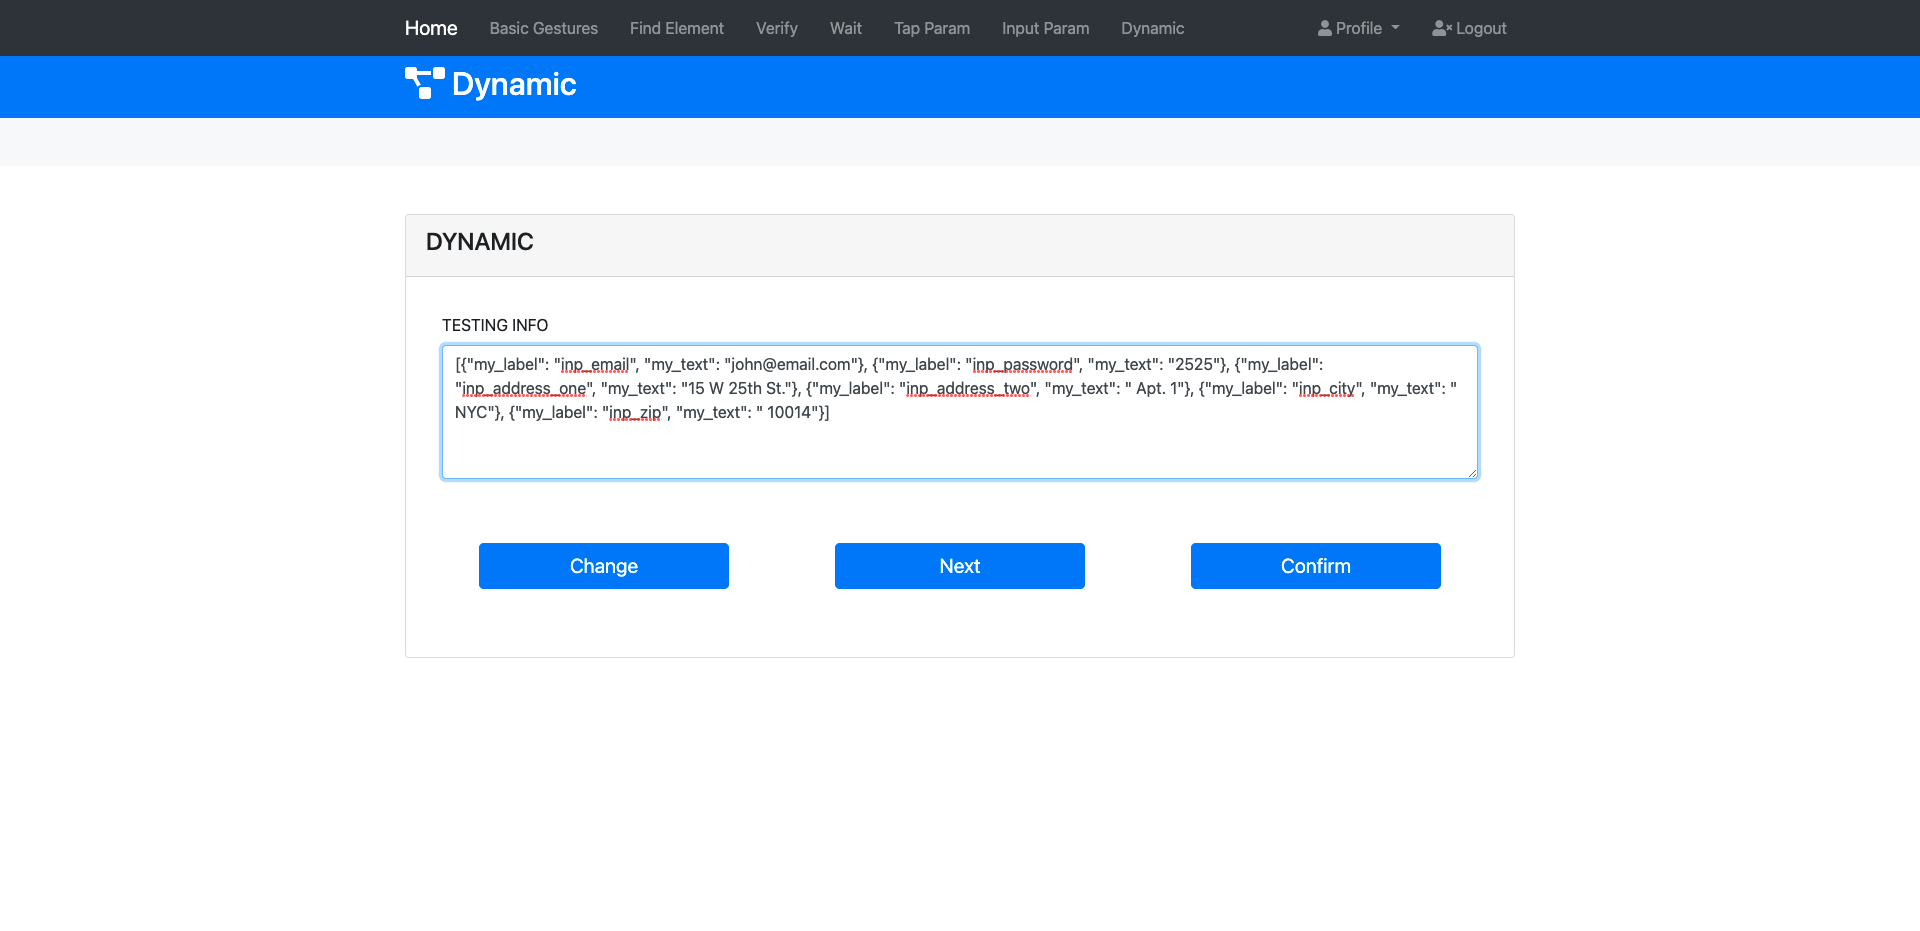 Home Basic Gestures Find Element Verify Wait Tap Param Input Param Dynamic Profile Logout
Dynamic
DYNAMIC
TESTING INFO
[{"my_label": "inp_email", "my_text": "john@email.com"}, {"my_label": "inp_password", "my_text": "2525"}, {"my_label":
"inp_address_one", "my_text": "15 W 25th St."}, {"my_label": "inp_address_two", "my_text": " Apt. 1"}, {"my_label": "inp_city", "my_text": "
NYC"}, {"my_label": "inp_zip", "my_text": " 10014"}]
Change Next Confirm